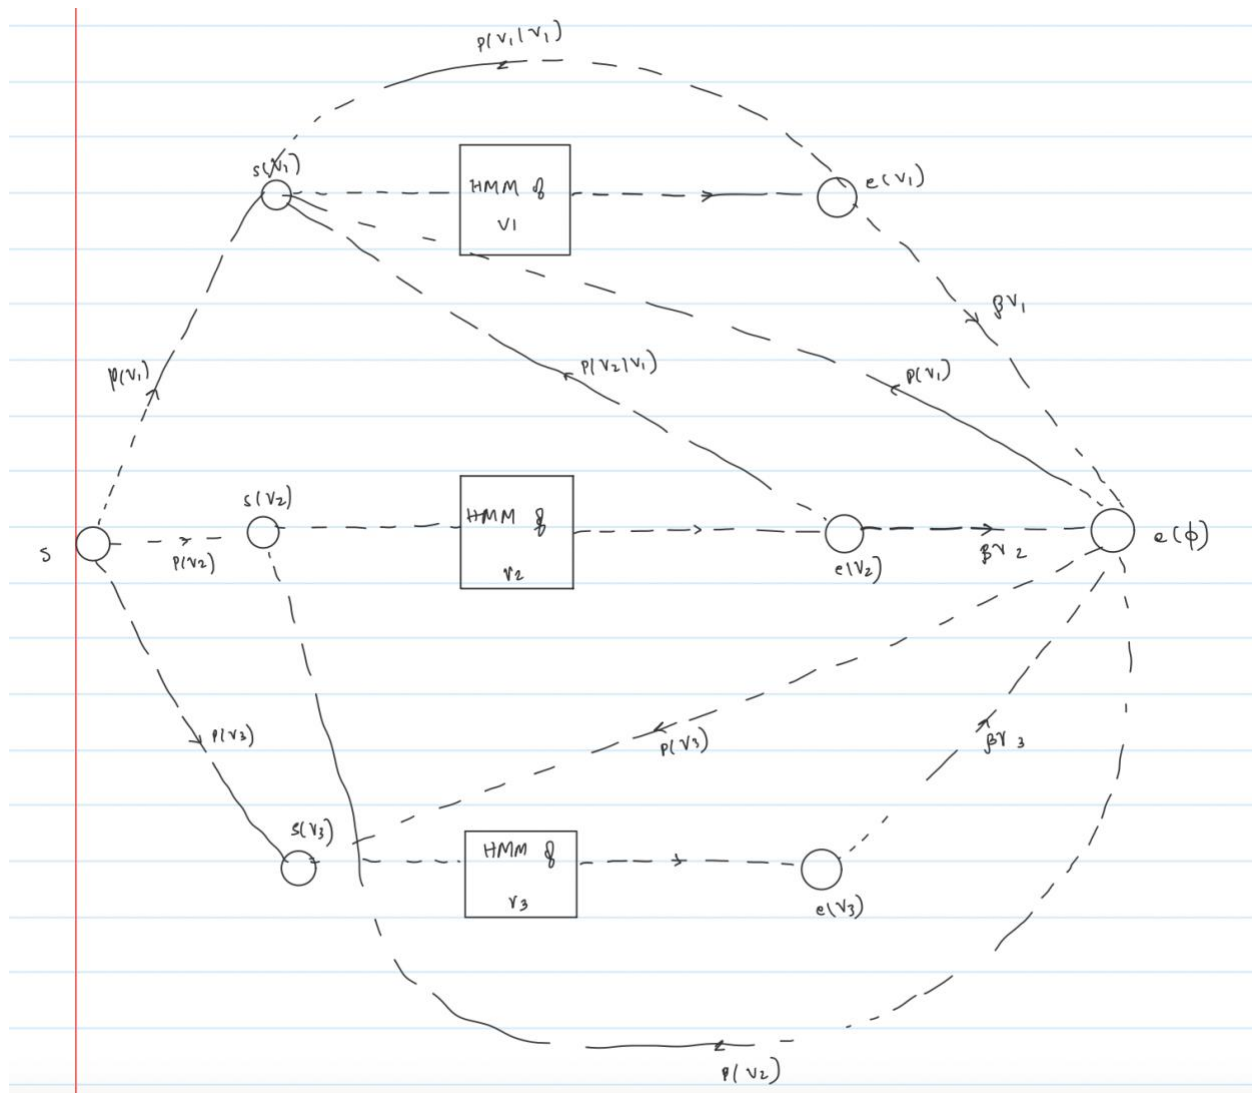 p(v₁|v₁)
s(v₁)
HMM of
V1
e(v₁)
βv₁
p(v₁)
p(v₂|v₁)
p(v₁)
s(v₂)
HMM of
v₂
s
p(v₂)
e(v₂)
βv₂
e(ϕ)
p(v₃)
p(v₃)
βv₃
s(v₃)
HMM of
v₃
e(v₃)
p(v₂)